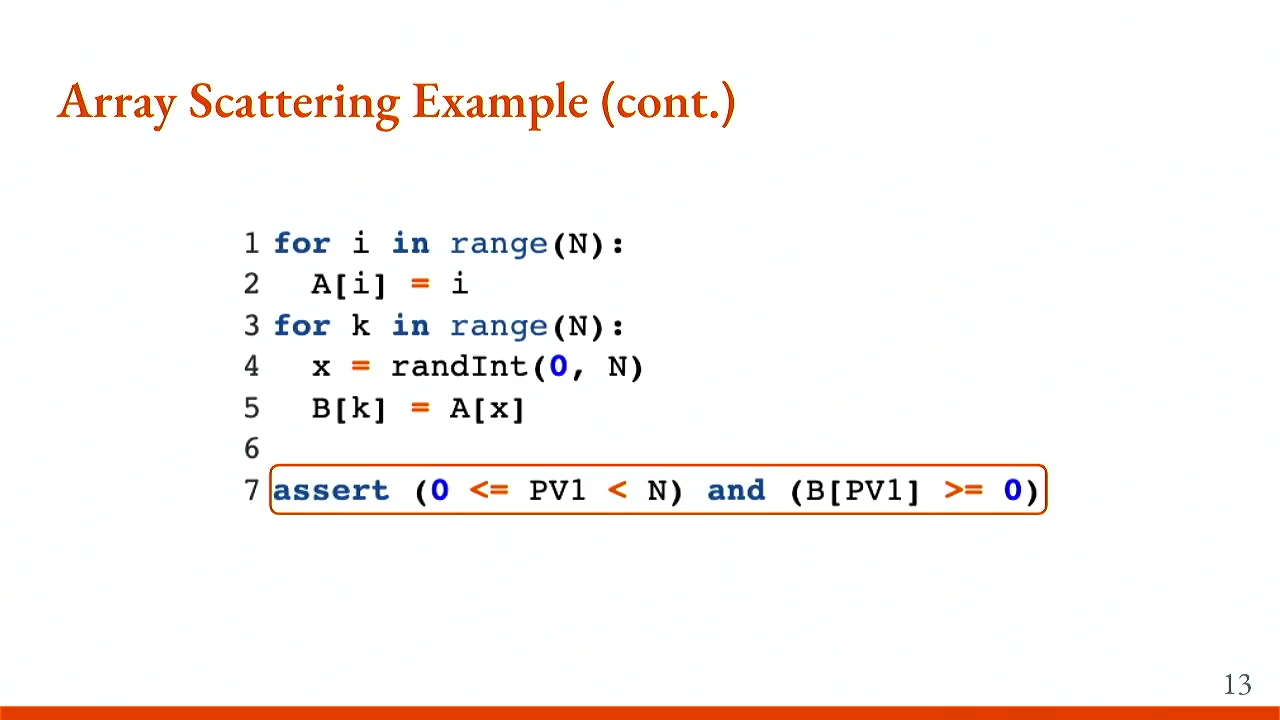 Array Scattering Example (cont.)
1 for i in range(N):
2   A[i] = i
3 for k in range(N):
4   x = randInt(0, N)
5   B[k] = A[x]
6
7 assert (0 <= PV1 < N) and (B[PV1] >= 0)
13